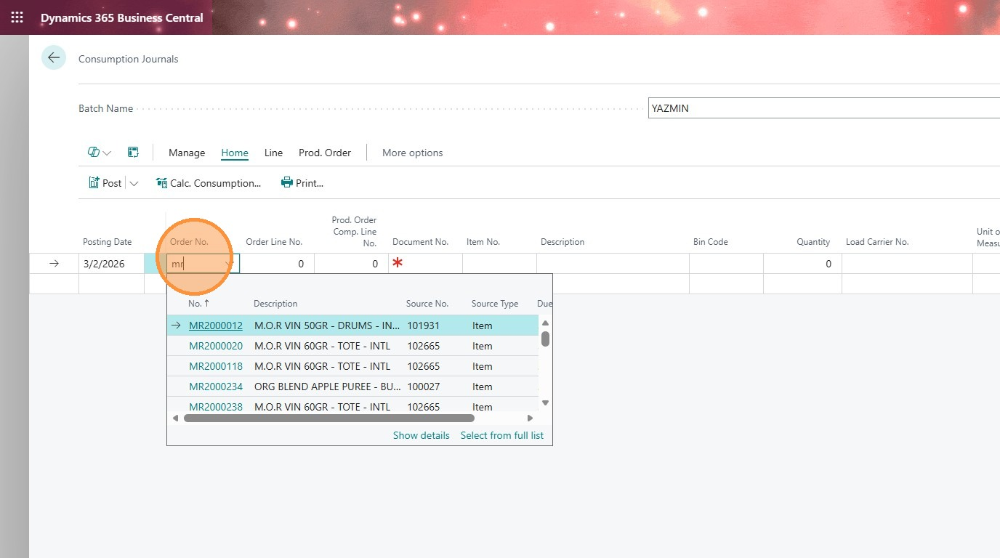 Dynamics 365 Business Central
Consumption Journals
Batch Name
YAZMIN
Manage Home Line Prod. Order More options
Post Calc. Consumption... Print...
Posting Date Order No. Order Line No. Prod. Order Comp. Line No. Document No. Item No. Description Bin Code Quantity Load Carrier No. Unit o Measu
3/2/2026 mr 0 0 * 0
No. ↑ Description Source No. Source Type Due
MR2000012 M.O.R VIN 50GR - DRUMS - IN... 101931 Item
MR2000020 M.O.R VIN 60GR - TOTE - INTL 102665 Item
MR2000118 M.O.R VIN 60GR - TOTE - INTL 102665 Item
MR2000234 ORG BLEND APPLE PUREE - BU... 100027 Item
MR2000238 M.O.R VIN 60GR - TOTE - INTL 102665 Item
Show details Select from full list